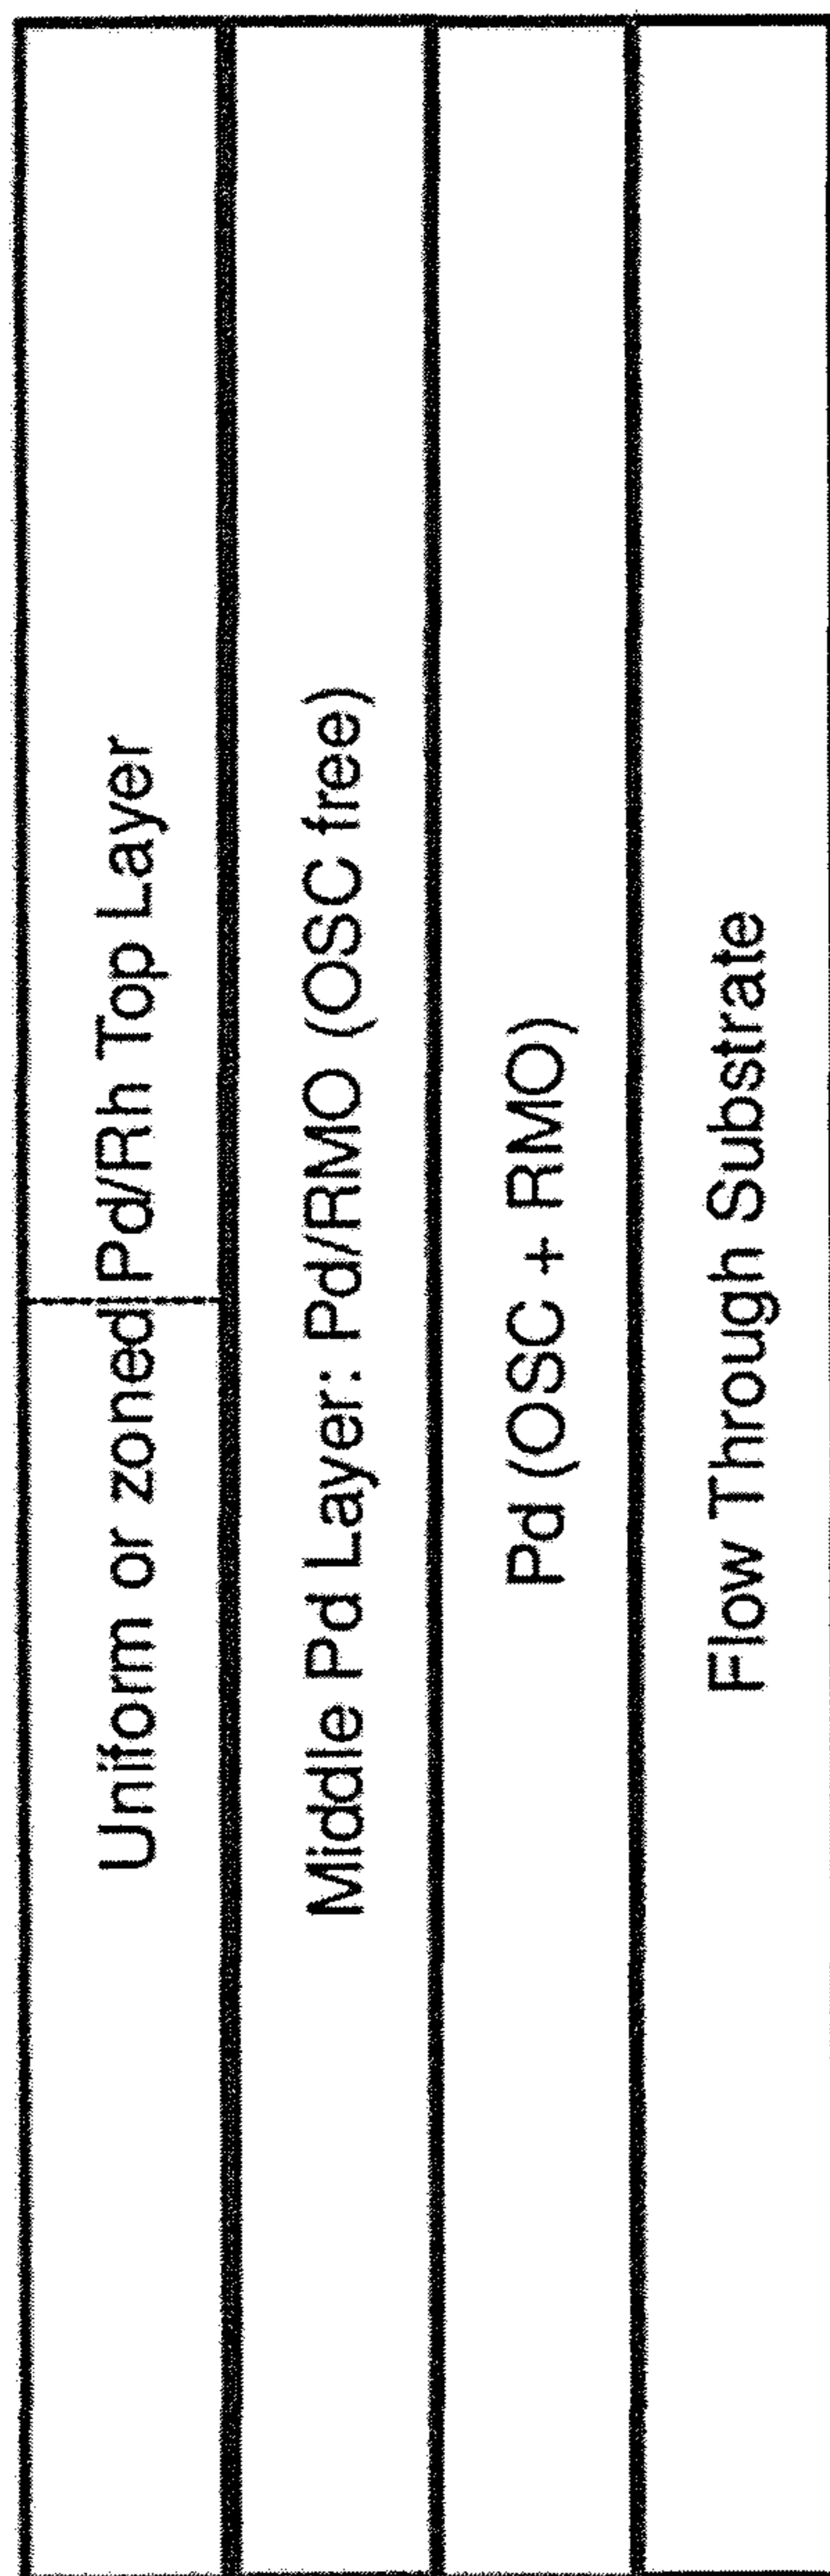 Uniform or zoned Pd/Rh Top Layer
Middle Pd Layer: Pd/RMO (OSC free)
Pd (OSC + RMO)
Flow Through Substrate